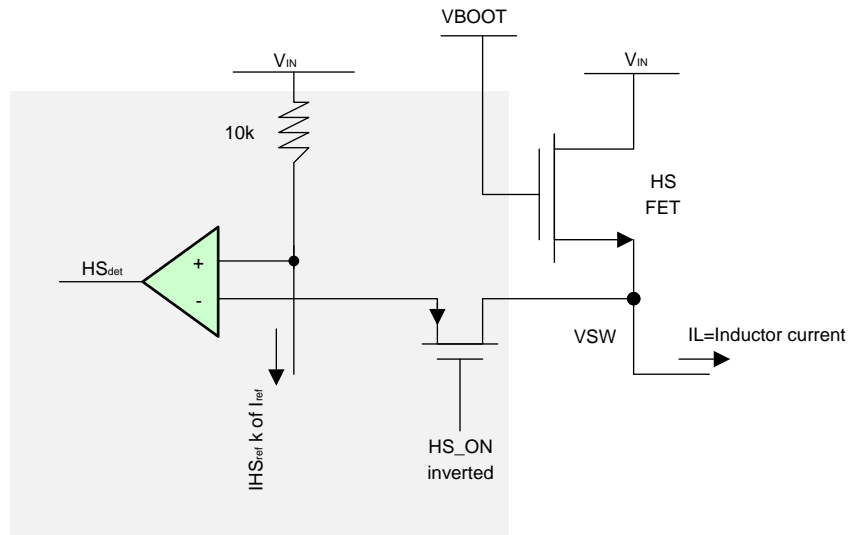 VBOOT
VIN
VIN
10k
HS
FET
+
HSdet
-
VSW
IL=Inductor current
IHSref k of Iref
HS_ON
inverted